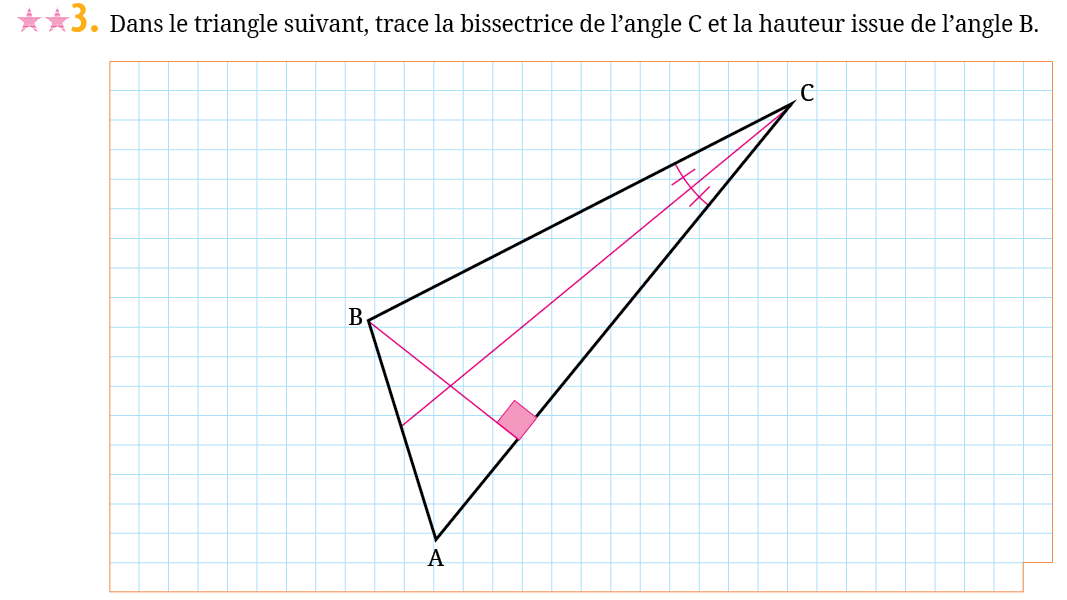 3. Dans le triangle suivant, trace la bissectrice de l’angle C et la hauteur issue de l’angle B.
C
B
A